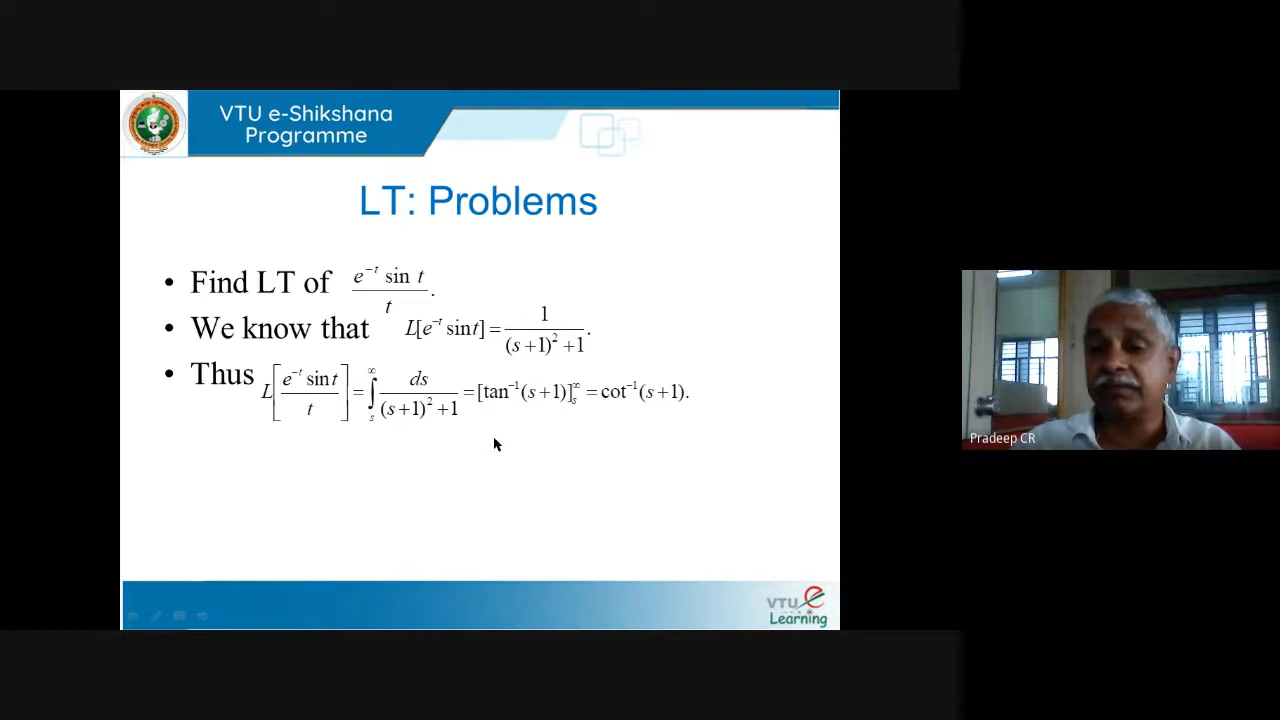 VTU e-Shikshana
Programme
LT: Problems
• Find LT of e^{-t} sin t / t .
• We know that L[e^{-t} sin t] = 1 / ((s+1)^2 + 1) .
• Thus L[e^{-t} sin t / t] = ∫_s^∞ ds / ((s+1)^2 + 1) = [tan^{-1}(s+1)]_s^∞ = cot^{-1}(s+1).
Pradeep CR
VTU e
Learning